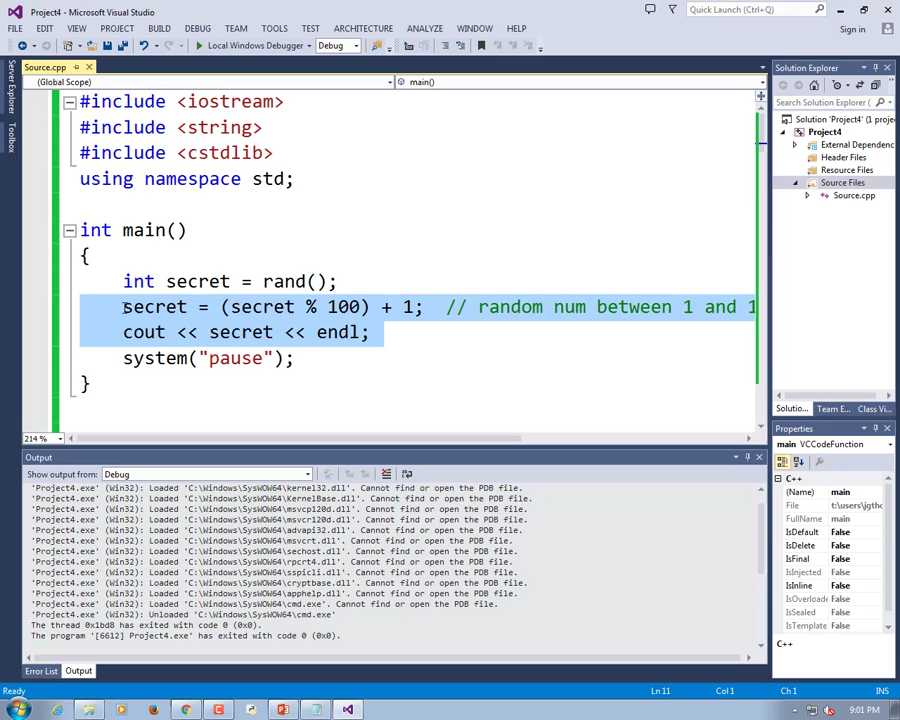 Project4 - Microsoft Visual Studio
Quick Launch (Ctrl+Q)
FILE EDIT VIEW PROJECT BUILD DEBUG TEAM TOOLS TEST ARCHITECTURE ANALYZE WINDOW HELP
Sign in
Local Windows Debugger Debug
Server Explorer
Toolbox
Source.cpp
(Global Scope) main()
#include <iostream>
#include <string>
#include <cstdlib>
using namespace std;
int main()
{
int secret = rand();
secret = (secret % 100) + 1; // random num between 1 and 1
cout << secret << endl;
system("pause");
}
214 %
Output
Show output from: Debug
'Project4.exe' (Win32): Loaded 'C:\Windows\SysWOW64\kernel32.dll'. Cannot find or open the PDB file.
'Project4.exe' (Win32): Loaded 'C:\Windows\SysWOW64\KernelBase.dll'. Cannot find or open the PDB file.
'Project4.exe' (Win32): Loaded 'C:\Windows\SysWOW64\msvcp120d.dll'. Cannot find or open the PDB file.
'Project4.exe' (Win32): Loaded 'C:\Windows\SysWOW64\msvcr120d.dll'. Cannot find or open the PDB file.
'Project4.exe' (Win32): Loaded 'C:\Windows\SysWOW64\advapi32.dll'. Cannot find or open the PDB file.
'Project4.exe' (Win32): Loaded 'C:\Windows\SysWOW64\msvcrt.dll'. Cannot find or open the PDB file.
'Project4.exe' (Win32): Loaded 'C:\Windows\SysWOW64\sechost.dll'. Cannot find or open the PDB file.
'Project4.exe' (Win32): Loaded 'C:\Windows\SysWOW64\rpcrt4.dll'. Cannot find or open the PDB file.
'Project4.exe' (Win32): Loaded 'C:\Windows\SysWOW64\sspicli.dll'. Cannot find or open the PDB file.
'Project4.exe' (Win32): Loaded 'C:\Windows\SysWOW64\cryptbase.dll'. Cannot find or open the PDB file.
'Project4.exe' (Win32): Loaded 'C:\Windows\SysWOW64\apphelp.dll'. Cannot find or open the PDB file.
'Project4.exe' (Win32): Loaded 'C:\Windows\SysWOW64\cmd.exe'. Cannot find or open the PDB file.
'Project4.exe' (Win32): Unloaded 'C:\Windows\SysWOW64\cmd.exe'
The thread 0x1bd8 has exited with code 0 (0x0).
The program '[6612] Project4.exe' has exited with code 0 (0x0).
Error List Output
Solution Explorer
Search Solution Explorer
Solution 'Project4' (1 projec
Project4
External Dependenc
Header Files
Resource Files
Source Files
Source.cpp
Solutio... Team E... Class Vi...
Properties
main VCCodeFunction
C++
(Name) main
File t:\users\jgtho
FullName main
IsDefault False
IsDelete False
IsFinal False
IsInjected False
IsInline False
IsOverloade False
IsSealed False
IsTemplate False
C++
Ready Ln 11 Col 1 Ch 1 INS
9:01 PM